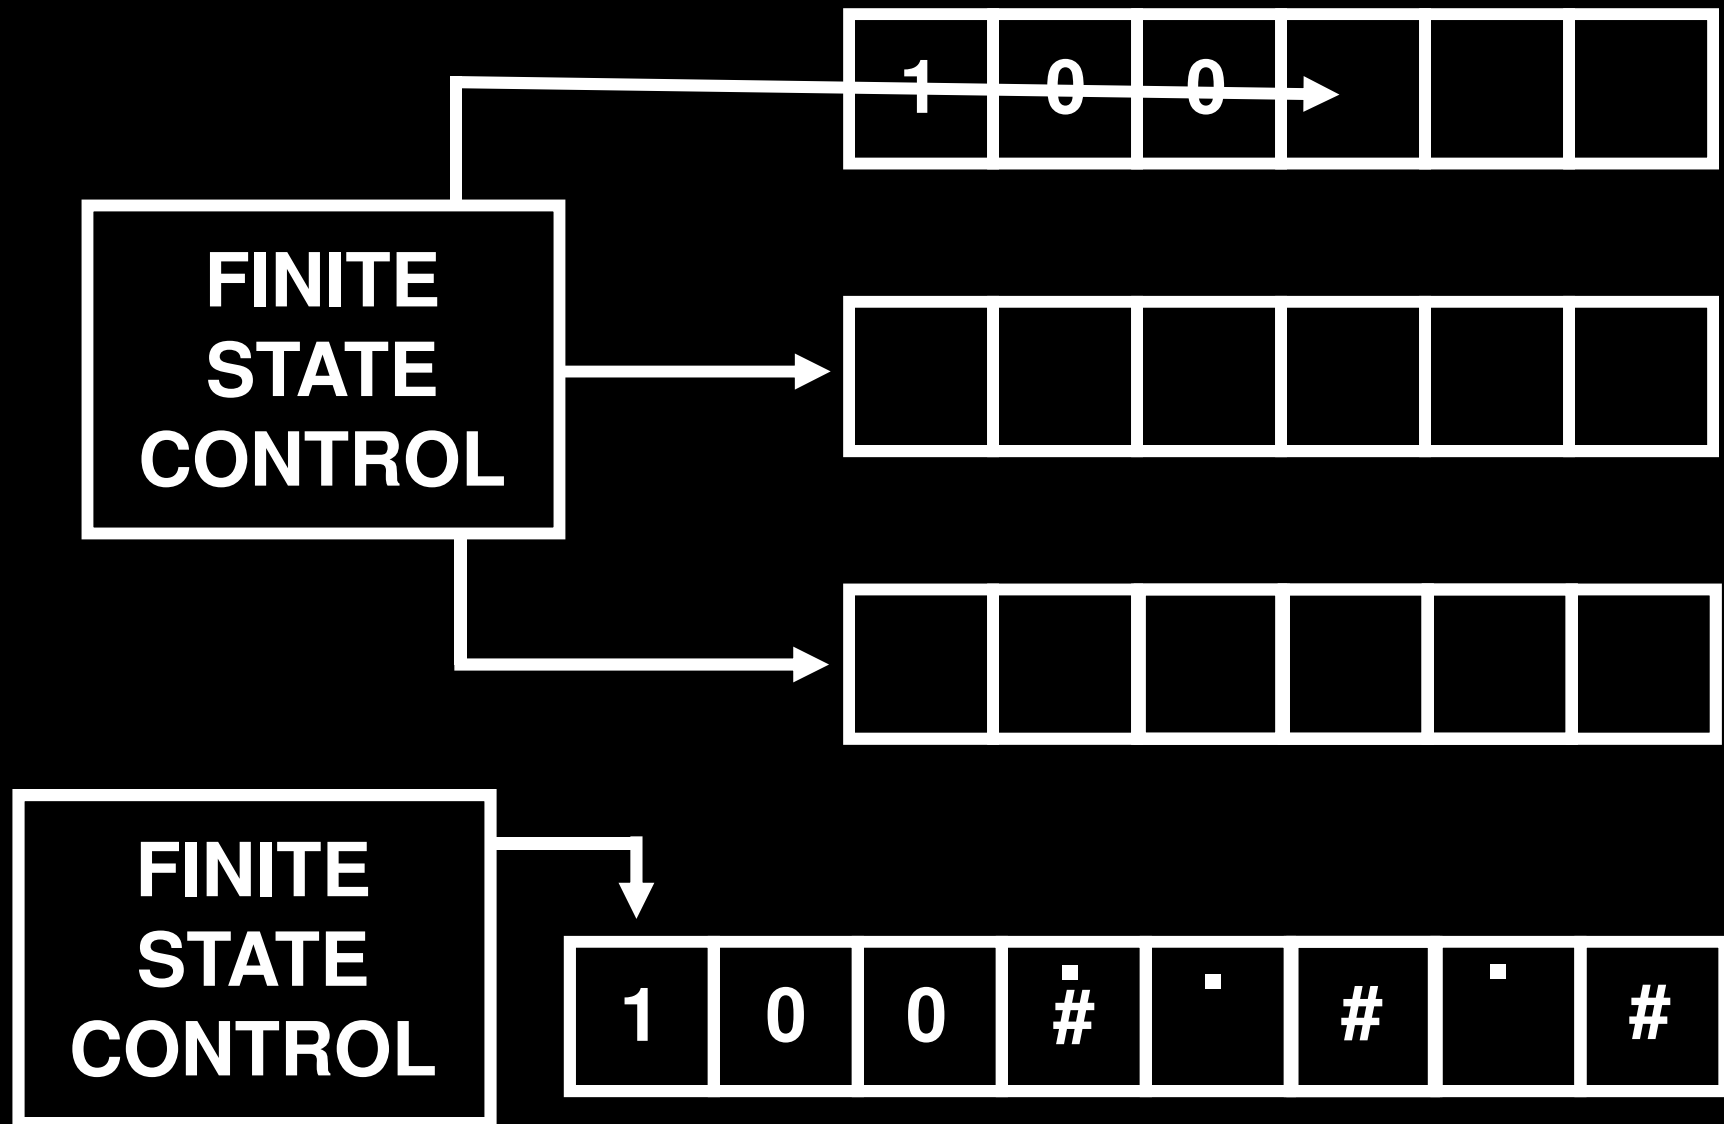 1 0 0
FINITE
STATE
CONTROL
FINITE
STATE
CONTROL
1 0 0 # # #